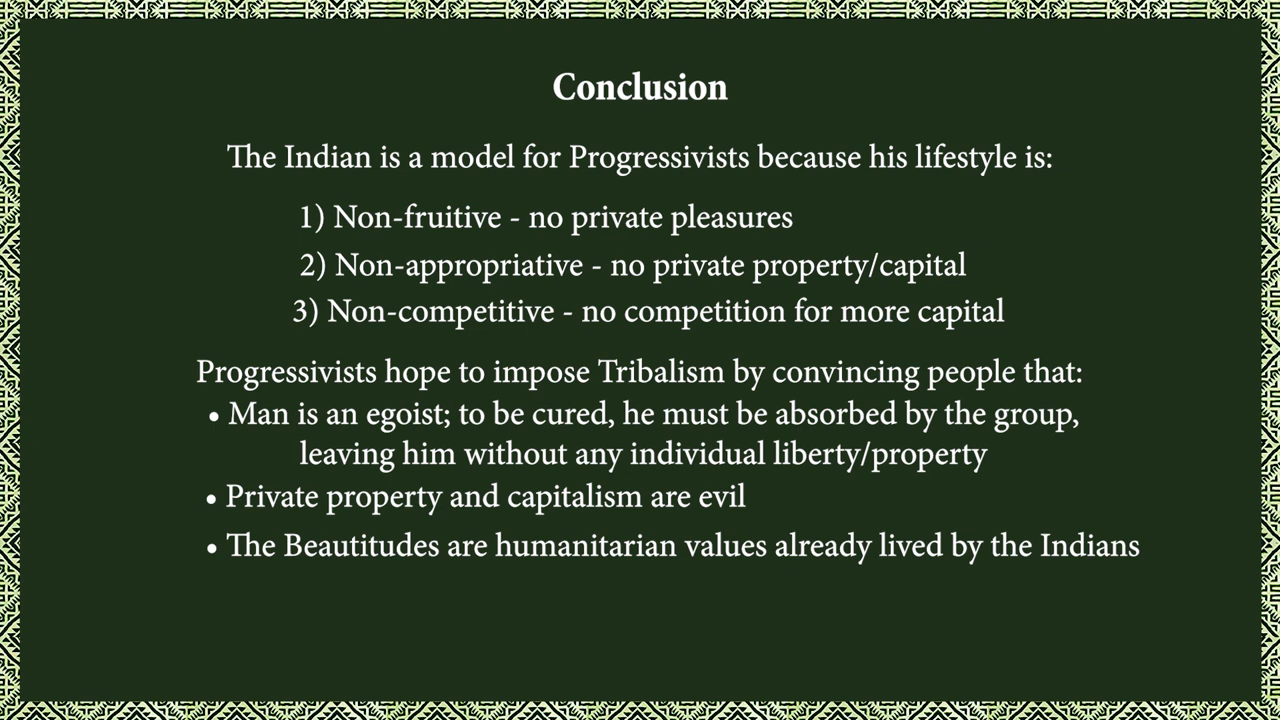 Conclusion
The Indian is a model for Progressivists because his lifestyle is:
1) Non-fruitive - no private pleasures
2) Non-appropriative - no private property/capital
3) Non-competitive - no competition for more capital
Progressivists hope to impose Tribalism by convincing people that:
• Man is an egoist; to be cured, he must be absorbed by the group,
leaving him without any individual liberty/property
• Private property and capitalism are evil
• The Beautitudes are humanitarian values already lived by the Indians